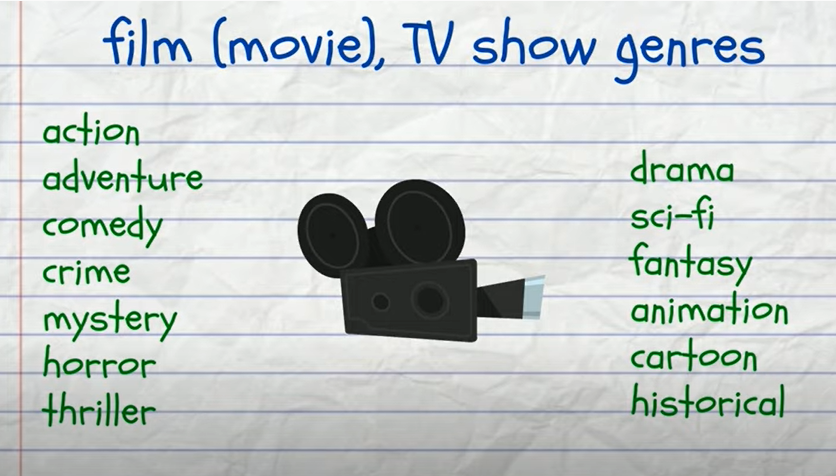 film (movie), TV show genres
action
adventure
comedy
crime
mystery
horror
thriller
drama
sci-fi
fantasy
animation
cartoon
historical